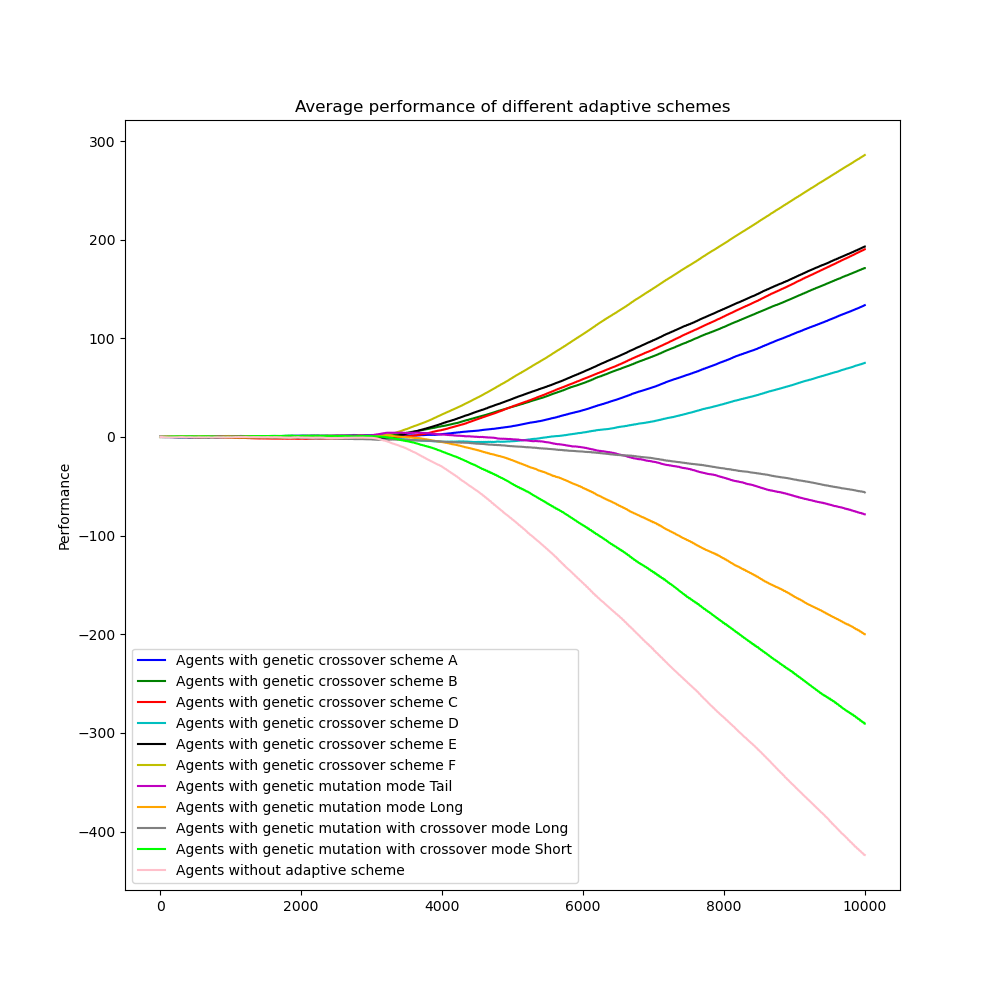 Average performance of different adaptive schemes
300
200
100
0
−100
−200
−300
−400
Performance
Agents with genetic crossover scheme A
Agents with genetic crossover scheme B
Agents with genetic crossover scheme C
Agents with genetic crossover scheme D
Agents with genetic crossover scheme E
Agents with genetic crossover scheme F
Agents with genetic mutation mode Tail
Agents with genetic mutation mode Long
Agents with genetic mutation with crossover mode Long
Agents with genetic mutation with crossover mode Short
Agents without adaptive scheme
0 2000 4000 6000 8000 10000